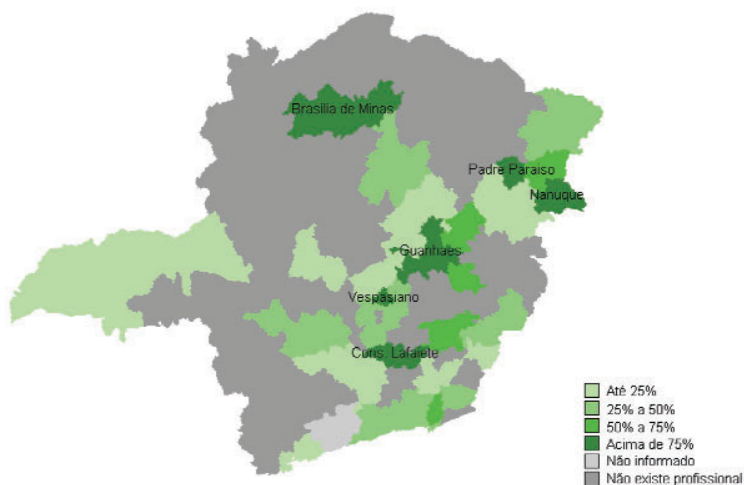 Brasília de Minas
Padre Paraíso
Nanuque
Guanhães
Vespasiano
Cons. Lafaiete
Até 25%
25% a 50%
50% a 75%
Acima de 75%
Não informado
Não existe profissional